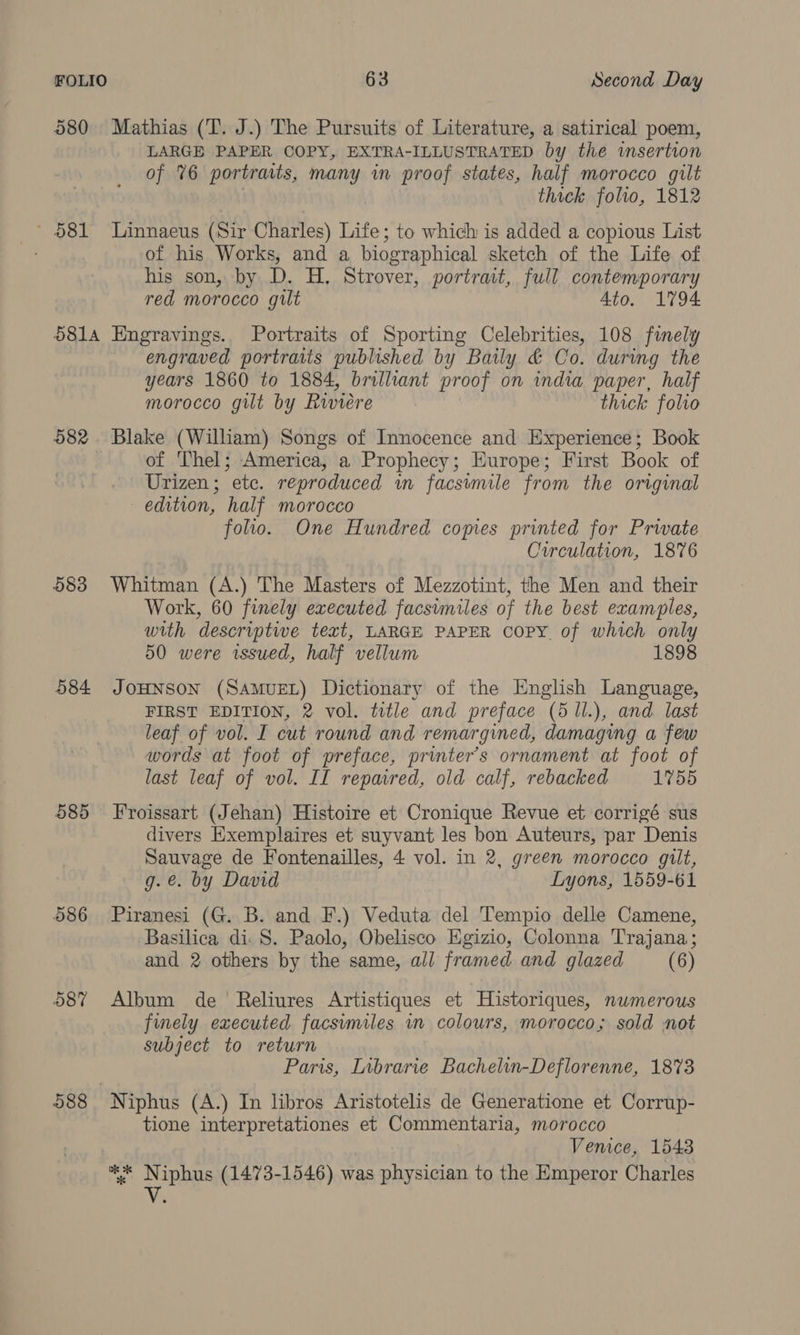 FOLIO 63 Second Day
580 Mathias (T. J.) The Pursuits of Literature, a satirical poem,
LARGE PAPER COPY, EXTRA-ILLUSTRATED by the insertion
of 76 portraits, many in proof states, half morocco gilt
thick folio, 1812
581 Linnaeus (Sir Charles) Life; to which is added a copious List
of his Works, and a biographical sketch of the Life of
his son, by D. H. Strover, portrait, full contemporary
red morocco gilt 4to. 1794
581A Engravings. Portraits of Sporting Celebrities, 108 finely
engraved portraits published by Baily & Co. during the
years 1860 to 1884, brilliant proof on india paper, half
morocco gilt by Rivière thick folio
582 Blake (William) Songs of Innocence and Experience; Book
of Thel; America, a Prophecy; Europe; First Book of
Urizen; etc. reproduced in facsimile from the original
edition, half morocco
folio. One Hundred copies printed for Private
Circulation, 1876
583 Whitman (A.) The Masters of Mezzotint, the Men and their
Work, 60 finely executed facsimiles of the best examples,
with descriptive text, LARGE PAPER COPY of which only
50 were issued, half vellum 1898
584 JOHNSON (SAMUEL) Dictionary of the English Language,
FIRST EDITION, 2 vol. title and preface (5 ll.), and last
leaf of vol. I cut round and remargined, damaging a few
words at foot of preface, printer's ornament at foot of
last leaf of vol. II repaired, old calf, rebacked 1755
585 Froissart (Jehan) Histoire et Cronique Revue et corrigé sus
divers Exemplaires et suyvant les bon Auteurs, par Denis
Sauvage de Fontenailles, 4 vol. in 2, green morocco gilt,
g. e. by David Lyons, 1559-61
586 Piranesi (G. B. and F.) Veduta del Tempio delle Camene,
Basilica di S. Paolo, Obelisco Egizio, Colonna Trajana;
and 2 others by the same, all framed and glazed (6)
587 Album de Reliures Artistiques et Historiques, numerous
finely executed facsimiles in colours, morocco; sold not
subject to return
Paris, Librarie Bachelin-Deflorenne, 1873
588 Niphus (A.) In libros Aristotelis de Generatione et Corrup-
tione interpretationes et Commentaria, morocco
Venice, 1543
*** Niphus (1473-1546) was physician to the Emperor Charles
V.